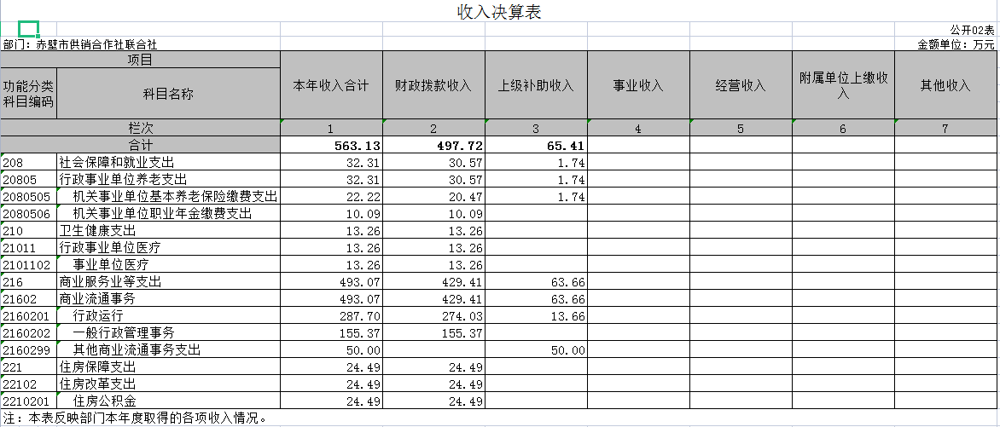 收入决算表
公开02表
部门：赤壁市供销合作社联合社 金额单位：万元
项目 本年收入合计 财政拨款收入 上级补助收入 事业收入 经营收入 附属单位上缴收入 其他收入
功能分类科目编码 科目名称
栏次 1 2 3 4 5 6 7
合计 563.13 497.72 65.41
208 社会保障和就业支出 32.31 30.57 1.74
20805 行政事业单位养老支出 32.31 30.57 1.74
2080505 机关事业单位基本养老保险缴费支出 22.22 20.47 1.74
2080506 机关事业单位职业年金缴费支出 10.09 10.09
210 卫生健康支出 13.26 13.26
21011 行政事业单位医疗 13.26 13.26
2101102 事业单位医疗 13.26 13.26
216 商业服务业等支出 493.07 429.41 63.66
21602 商业流通事务 493.07 429.41 63.66
2160201 行政运行 287.70 274.03 13.66
2160202 一般行政管理事务 155.37 155.37
2160299 其他商业流通事务支出 50.00 50.00
221 住房保障支出 24.49 24.49
22102 住房改革支出 24.49 24.49
2210201 住房公积金 24.49 24.49
注：本表反映部门本年度取得的各项收入情况。